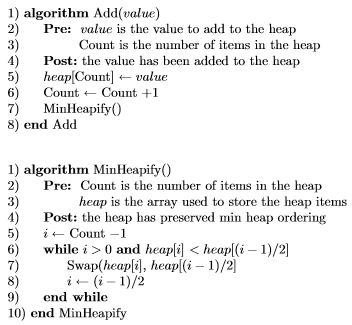 1) algorithm Add(value)
2) Pre: value is the value to add to the heap
3) Count is the number of items in the heap
4) Post: the value has been added to the heap
5) heap[Count] ← value
6) Count ← Count +1
7) MinHeapify()
8) end Add
1) algorithm MinHeapify()
2) Pre: Count is the number of items in the heap
3) heap is the array used to store the heap items
4) Post: the heap has preserved min heap ordering
5) i ← Count −1
6) while i > 0 and heap[i] < heap[(i − 1)/2]
7) Swap(heap[i], heap[(i − 1)/2]
8) i ← (i − 1)/2
9) end while
10) end MinHeapify